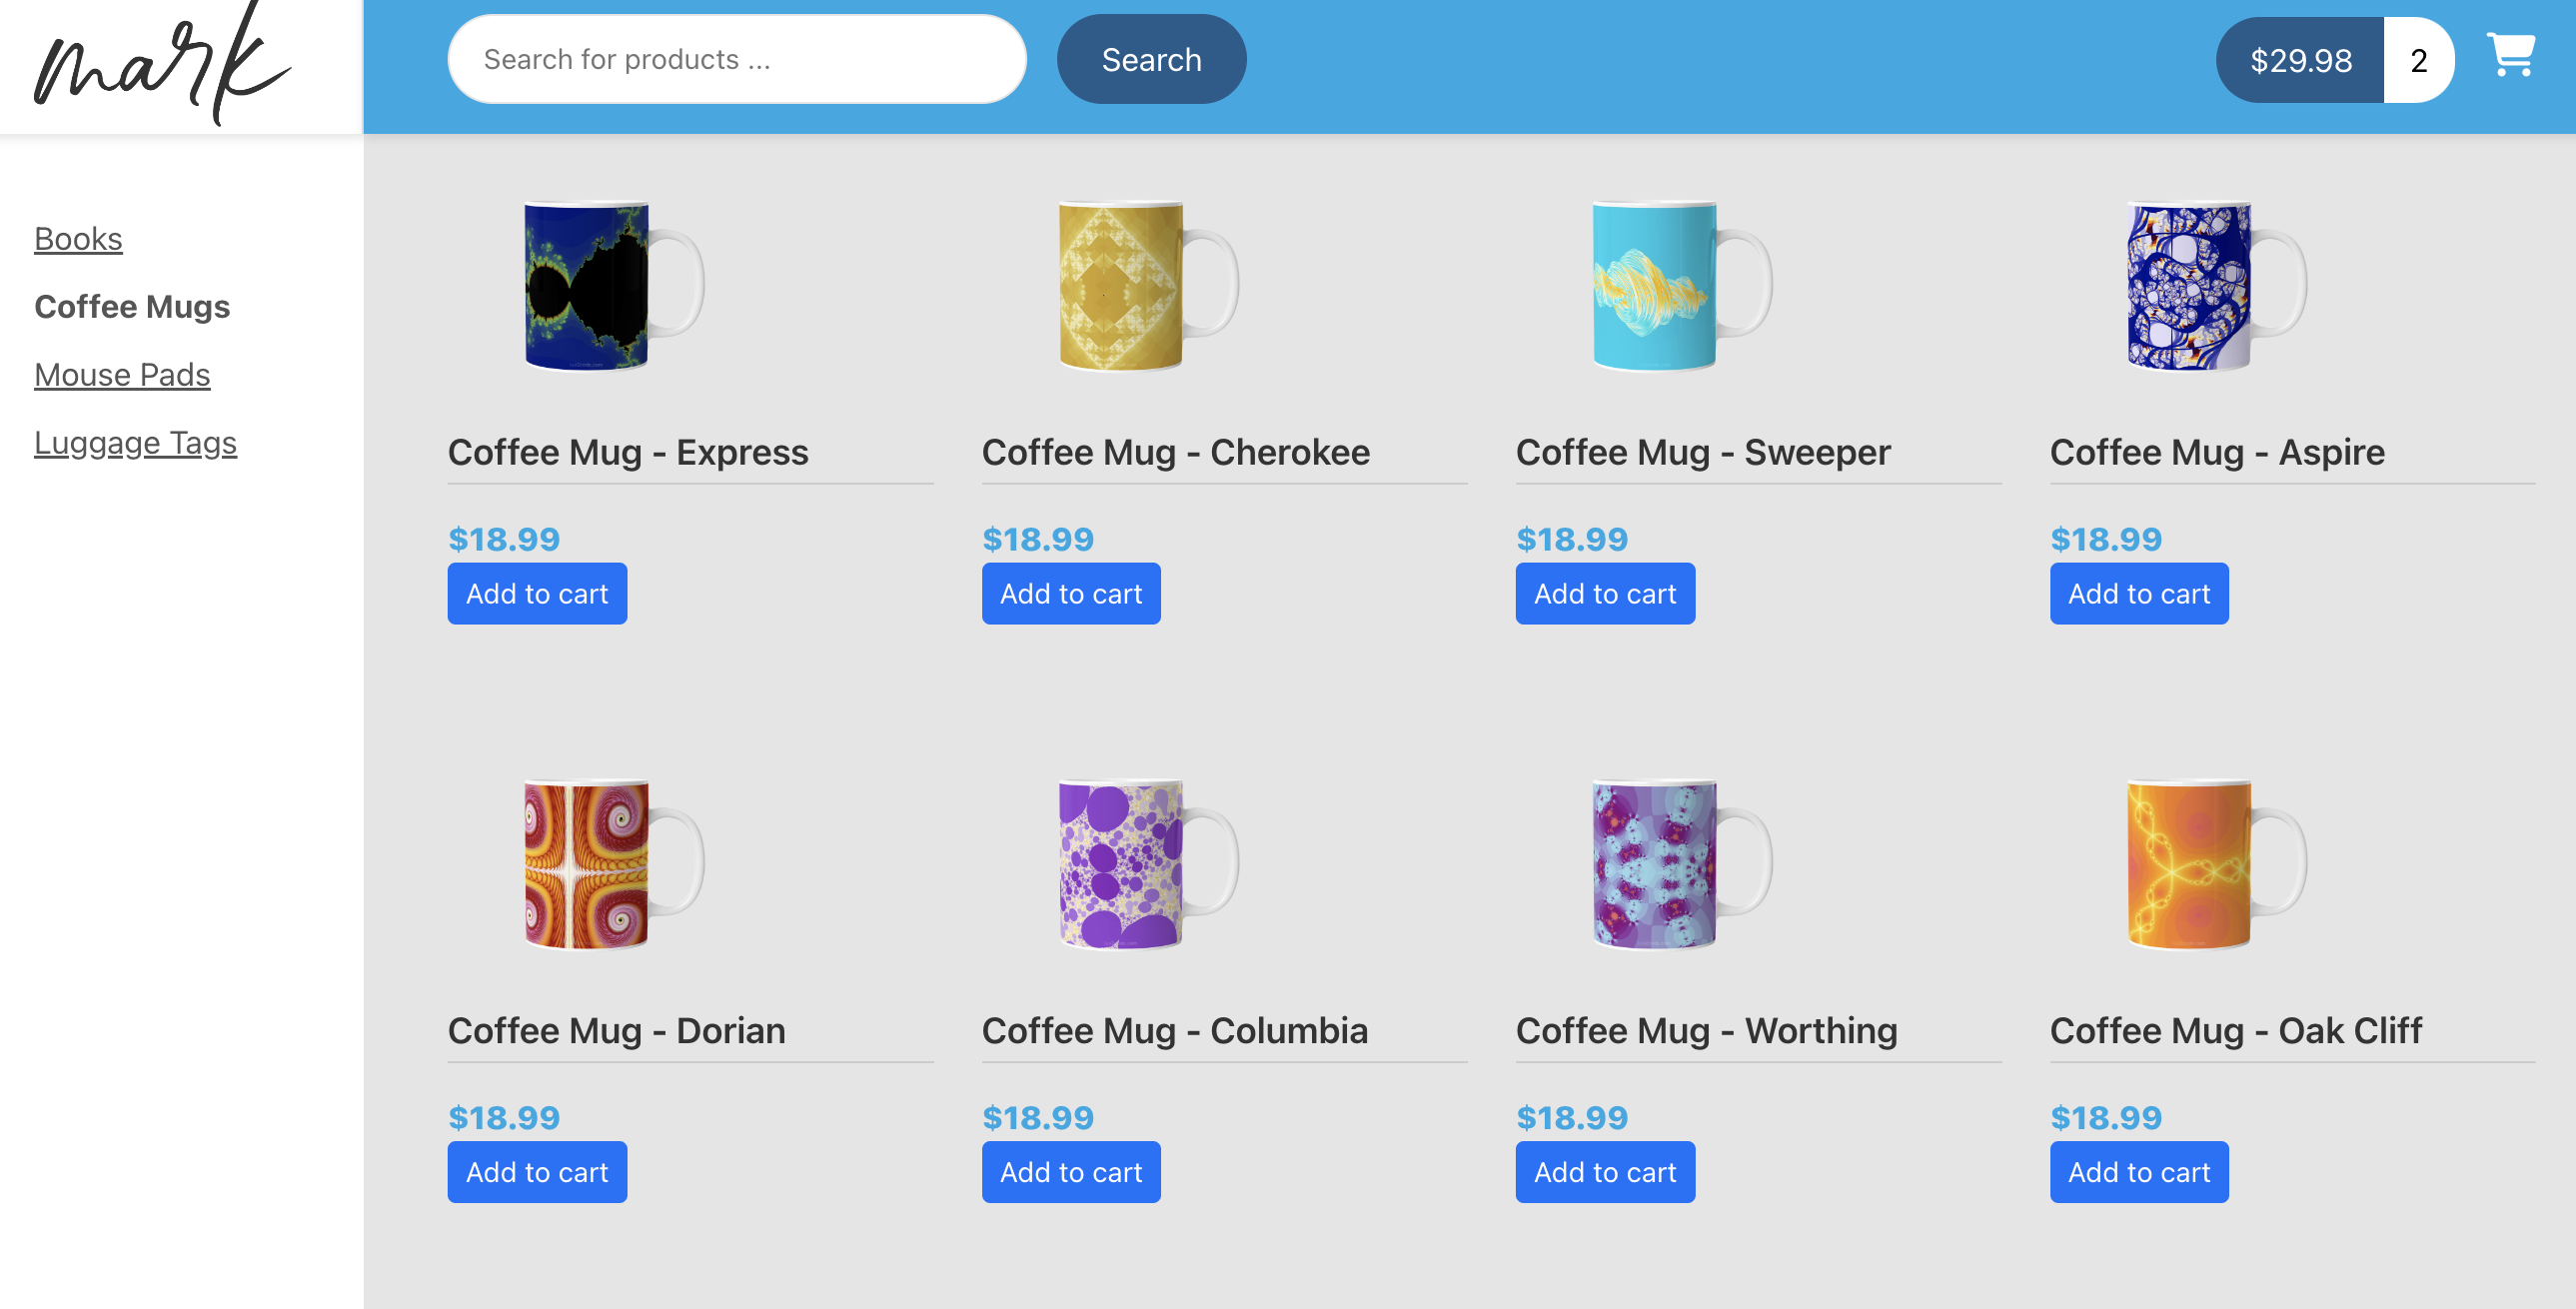 mark
Search for products ...
Search
$29.98
2
Books
Coffee Mugs
Mouse Pads
Luggage Tags
Coffee Mug - Express
Coffee Mug - Cherokee
Coffee Mug - Sweeper
Coffee Mug - Aspire
$18.99
$18.99
$18.99
$18.99
Add to cart
Add to cart
Add to cart
Add to cart
Coffee Mug - Dorian
Coffee Mug - Columbia
Coffee Mug - Worthing
Coffee Mug - Oak Cliff
$18.99
$18.99
$18.99
$18.99
Add to cart
Add to cart
Add to cart
Add to cart